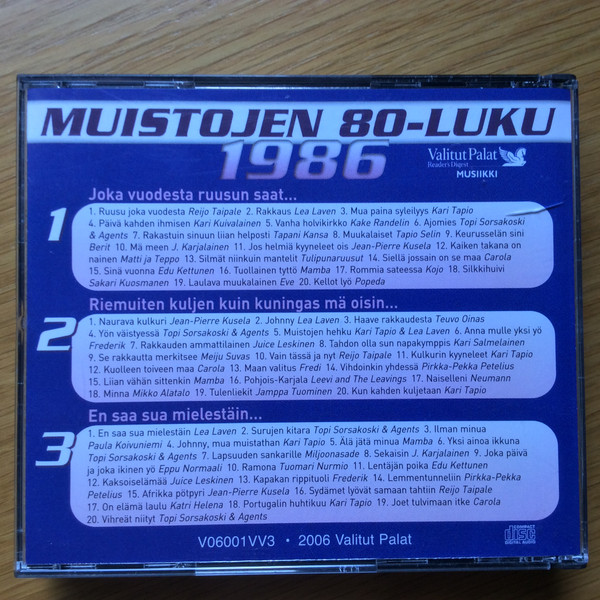 MUISTOJEN 80-LUKU
1986
Valitut Palat
Reader's Digest
MUSIIKKI
Joka vuodesta ruusun saat...
1
1. Ruusu joka vuodesta Reijo Taipale 2. Rakkaus Lea Laven 3. Mua paina syleilyys Kari Tapio
4. Päivä kahden ihmisen Kari Kuivalainen 5. Vanha holvikirkko Kake Randelin 6. Ajomies Topi Sorsakoski
& Agents 7. Rakastuin sinuun liian helposti Tapani Kansa 8. Muukalaiset Tapio Selin 9. Keurusselän sini
Berit 10. Mä meen J. Karjalainen 11. Jos helmiä kyyneleet ois Jean-Pierre Kusela 12. Kaiken takana on
nainen Matti ja Teppo 13. Silmät niinkuin mantelit Tulipunaruusut 14. Siellä jossain on se maa Carola
15. Sinä vuonna Edu Kettunen 16. Tuollainen tyttö Mamba 17. Rommia sateessa Kojo 18. Silkkihuivi
Sakari Kuosmanen 19. Laulava muukalainen Eve 20. Kellot lyö Popeda
Riemuiten kuljen kuin kuningas mä oisin...
2
1. Naurava kulkuri Jean-Pierre Kusela 2. Johnny Lea Laven 3. Haave rakkaudesta Teuvo Oinas
4. Yön väistyessä Topi Sorsakoski & Agents 5. Muistojen hehku Kari Tapio & Lea Laven 6. Anna mulle yksi yö
Frederik 7. Rakkauden ammattilainen Juice Leskinen 8. Tahdon olla sun napakymppis Kari Salmelainen
9. Se rakkautta merkitsee Meiju Suvas 10. Vain tässä ja nyt Reijo Taipale 11. Kulkurin kyyneleet Kari Tapio
12. Kuolleen toiveen maa Carola 13. Maan valitus Fredi 14. Vihdoinkin yhdessä Pirkka-Pekka Petelius
15. Liian vähän sittenkin Mamba 16. Pohjois-Karjala Leevi and The Leavings 17. Naiselleni Neumann
18. Minna Mikko Alatalo 19. Tulenliekit Jamppa Tuominen 20. Kun kahden kuljetaan Kari Tapio
En saa sua mielestäin...
3
1. En saa sua mielestäin Lea Laven 2. Surujen kitara Topi Sorsakoski & Agents 3. Ilman minua
Paula Koivuniemi 4. Johnny, mua muistathan Kari Tapio 5. Älä jätä minua Mamba 6. Yksi ainoa ikkuna
Topi Sorsakoski & Agents 7. Lapsuuden sankarille Miljoonasade 8. Sekaisin J. Karjalainen 9. Joka päivä
ja joka ikinen yö Eppu Normaali 10. Ramona Tuomari Nurmio 11. Lentäjän poika Edu Kettunen
12. Kaksoiselämää Juice Leskinen 13. Kapakan rippituoli Frederik 14. Lemmentunneliin Pirkka-Pekka
Petelius 15. Afrikka pötpyri Jean-Pierre Kusela 16. Sydämet lyövät samaan tahtiin Reijo Taipale
17. On elämä laulu Katri Helena 18. Portugalin huhtikuu Kari Tapio 19. Joet tulvimaan itke Carola
20. Vihreät niityt Topi Sorsakoski & Agents
V06001VV3 • 2006 Valitut Palat
COMPACT
disc
DIGITAL AUDIO